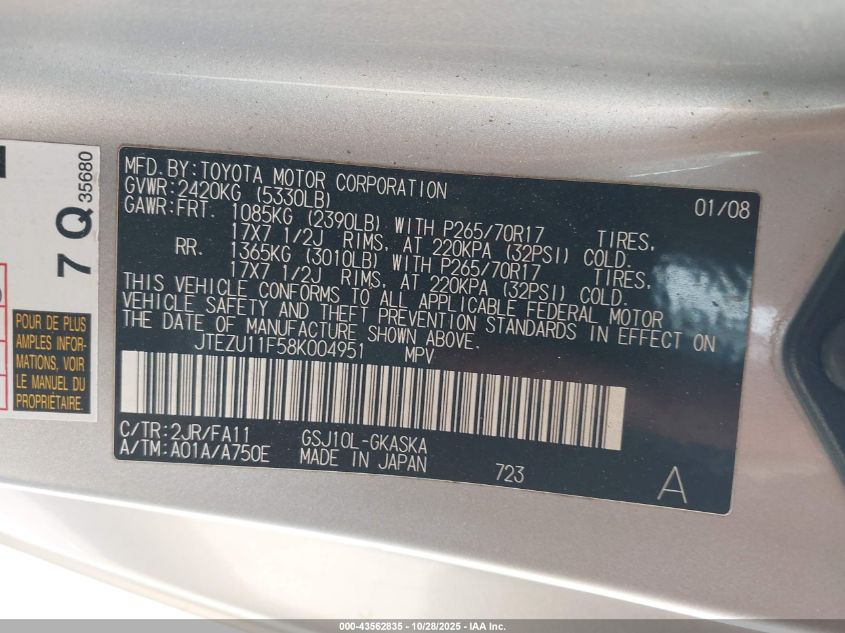 7 Q 35680
POUR DE PLUS
AMPLES INFOR-
MATIONS, VOIR
LE MANUEL DU
PROPRIÉTAIRE.
MFD. BY: TOYOTA MOTOR CORPORATION 01/08
GVWR: 2420KG (5330LB)
GAWR: FRT. 1085KG (2390LB) WITH P265/70R17 TIRES,
17X7 1/2J RIMS, AT 220KPA (32PSI) COLD.
RR. 1365KG (3010LB) WITH P265/70R17 TIRES,
17X7 1/2J RIMS, AT 220KPA (32PSI) COLD.
THIS VEHICLE CONFORMS TO ALL APPLICABLE FEDERAL MOTOR
VEHICLE SAFETY AND THEFT PREVENTION STANDARDS IN EFFECT ON
THE DATE OF MANUFACTURE SHOWN ABOVE.
JTEZU11F58K004951 MPV
C/TR: 2JR/FA11 GSJ10L-GKASKA
A/TM: A01A/A750E MADE IN JAPAN 723 A
000-43562835 - 10/28/2025 - IAA Inc.